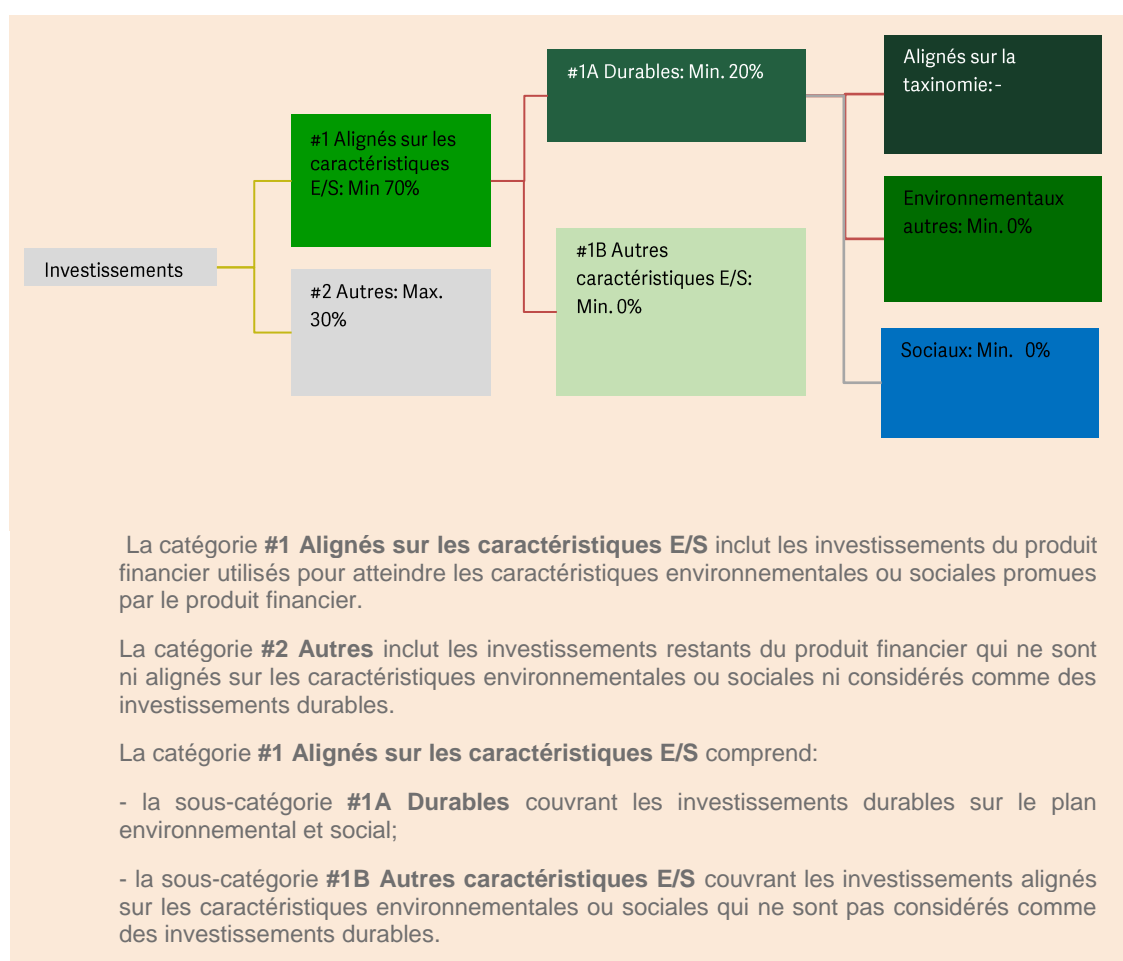 Investissements
#1 Alignés sur les
caractéristiques
E/S: Min 70%
#2 Autres: Max.
30%
#1A Durables: Min. 20%
#1B Autres
caractéristiques E/S:
Min. 0%
Alignés sur la
taxinomie:-
Environnementaux
autres: Min. 0%
Sociaux: Min. 0%
La catégorie #1 Alignés sur les caractéristiques E/S inclut les investissements du produit
financier utilisés pour atteindre les caractéristiques environnementales ou sociales promues
par le produit financier.
La catégorie #2 Autres inclut les investissements restants du produit financier qui ne sont
ni alignés sur les caractéristiques environnementales ou sociales ni considérés comme des
investissements durables.
La catégorie #1 Alignés sur les caractéristiques E/S comprend:
- la sous-catégorie #1A Durables couvrant les investissements durables sur le plan
environnemental et social;
- la sous-catégorie #1B Autres caractéristiques E/S couvrant les investissements alignés
sur les caractéristiques environnementales ou sociales qui ne sont pas considérés comme
des investissements durables.